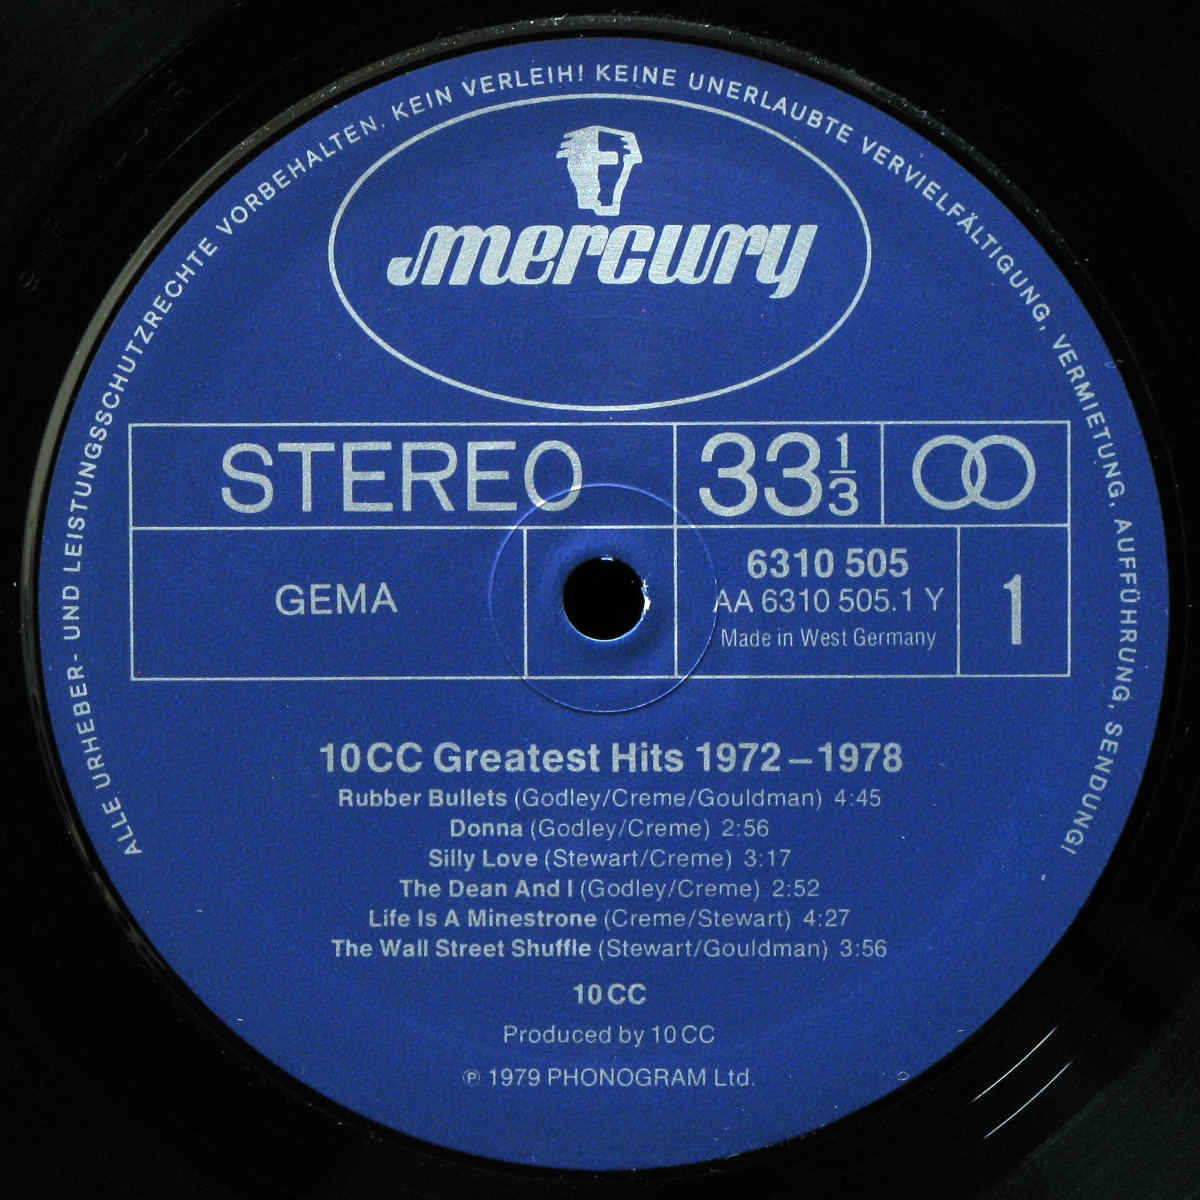 ALLE URHEBER- UND LEISTUNGSSCHUTZRECHTE VORBEHALTEN. KEIN VERLEIH! KEINE UNERLAUBTE VERVIELFÄLTIGUNG, VERMIETUNG, AUFFÜHRUNG, SENDUNG!
mercury
STEREO
33 1/3
GEMA
6310 505
AA 6310 505.1 Y
Made in West Germany
1
10CC Greatest Hits 1972–1978
Rubber Bullets (Godley/Creme/Gouldman) 4:45
Donna (Godley/Creme) 2:56
Silly Love (Stewart/Creme) 3:17
The Dean And I (Godley/Creme) 2:52
Life Is A Minestrone (Creme/Stewart) 4:27
The Wall Street Shuffle (Stewart/Gouldman) 3:56
10CC
Produced by 10CC
℗ 1979 PHONOGRAM Ltd.